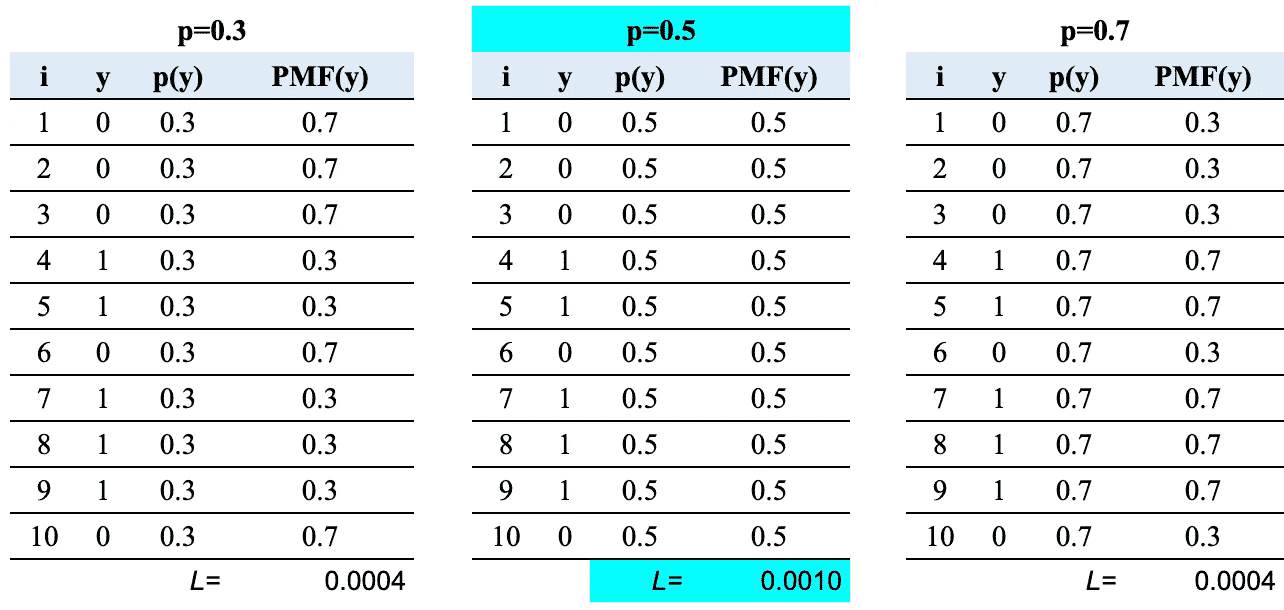 p=0.3 p=0.5 p=0.7
i y p(y) PMF(y) i y p(y) PMF(y) i y p(y) PMF(y)
1 0 0.3 0.7 1 0 0.5 0.5 1 0 0.7 0.3
2 0 0.3 0.7 2 0 0.5 0.5 2 0 0.7 0.3
3 0 0.3 0.7 3 0 0.5 0.5 3 0 0.7 0.3
4 1 0.3 0.3 4 1 0.5 0.5 4 1 0.7 0.7
5 1 0.3 0.3 5 1 0.5 0.5 5 1 0.7 0.7
6 0 0.3 0.7 6 0 0.5 0.5 6 0 0.7 0.3
7 1 0.3 0.3 7 1 0.5 0.5 7 1 0.7 0.7
8 1 0.3 0.3 8 1 0.5 0.5 8 1 0.7 0.7
9 1 0.3 0.3 9 1 0.5 0.5 9 1 0.7 0.7
10 0 0.3 0.7 10 0 0.5 0.5 10 0 0.7 0.3
L= 0.0004 L= 0.0010 L= 0.0004